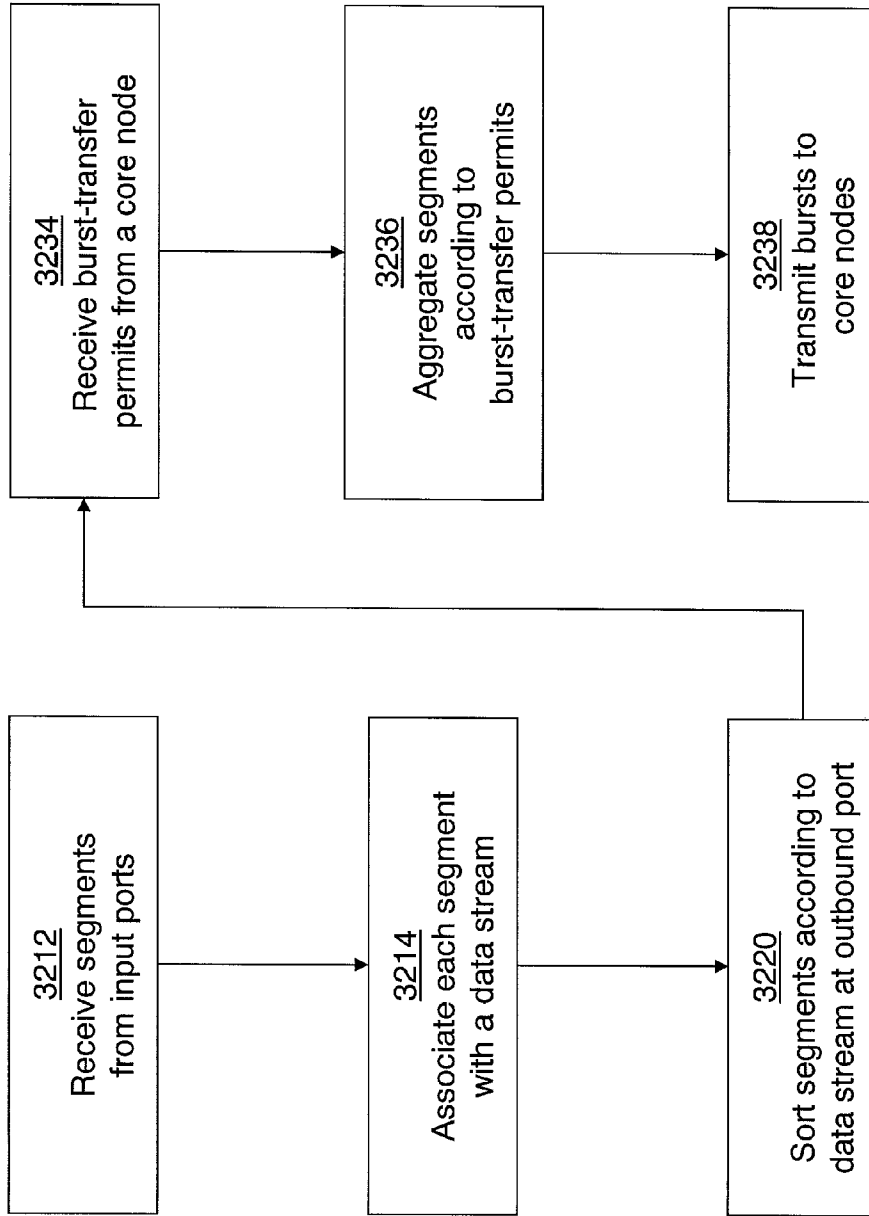 3212
Receive segments
from input ports
3214
Associate each segment
with a data stream
3220
Sort segments according to
data stream at outbound port
3234
Receive burst-transfer
permits from a core node
3236
Aggregate segments
according to
burst-transfer permits
3238
Transmit bursts to
core nodes